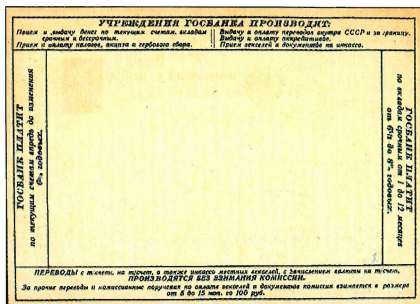 УЧРЕЖДЕНИЯ ГОСБАНКА ПРОИЗВОДЯТ:
Прием и выдачу денег по текущим счетам, вкладам
срочным и бессрочным.
Прием и уплату налогов, акциза и гербового сбора.
Выдачу и оплату переводов внутри СССР и за границу.
Выдачу и оплату аккредитивов.
Прием векселей и документов на инкассо.
ГОСБАНК ПЛАТИТ
по текущим счетам впредь до изменения
6% годовых.
ГОСБАНК ПЛАТИТ
по вкладам срочным от 1 до 12 месяцев
от 6½ до 8% годовых.
ПЕРЕВОДЫ с т/счета, на т/счет, а также инкассо местных векселей, с зачислением валюты на т/счет,
ПРОИЗВОДЯТСЯ БЕЗ ВЗИМАНИЯ КОМИССИИ.
За прочие переводы и комиссионные поручения по оплате векселей и документов комиссия взимается в размере
от 5 до 15 коп. со 100 руб.